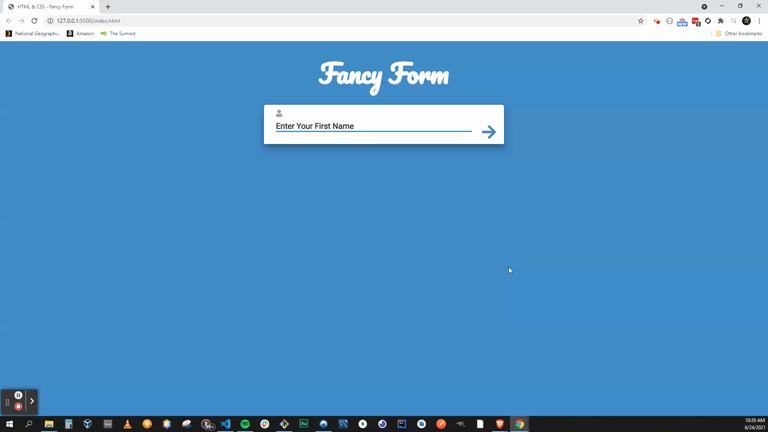 HTML & CSS - Fancy Form
127.0.0.1:5500/index.html
National Geographi...
Amazon
The Summit
Other bookmarks
Fancy Form
Enter Your First Name
10:20 AM
6/24/2021